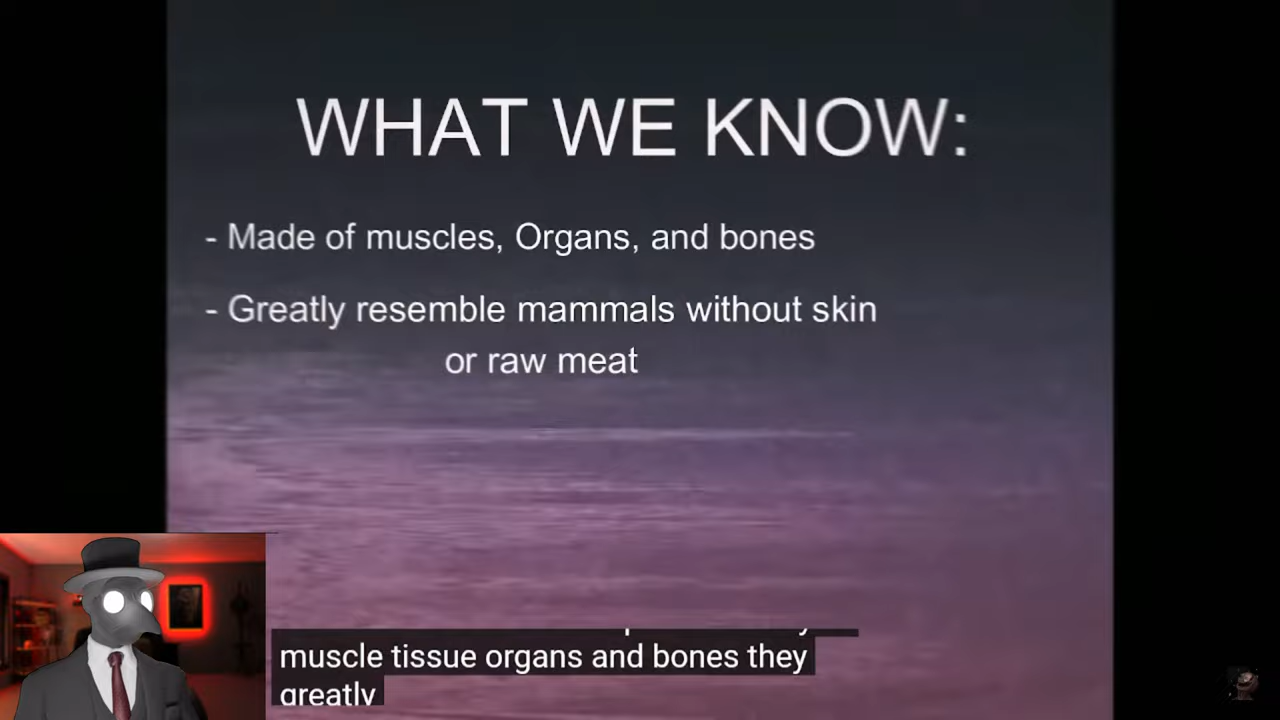 WHAT WE KNOW:
- Made of muscles, Organs, and bones
- Greatly resemble mammals without skin
or raw meat
muscle tissue organs and bones they
greatly